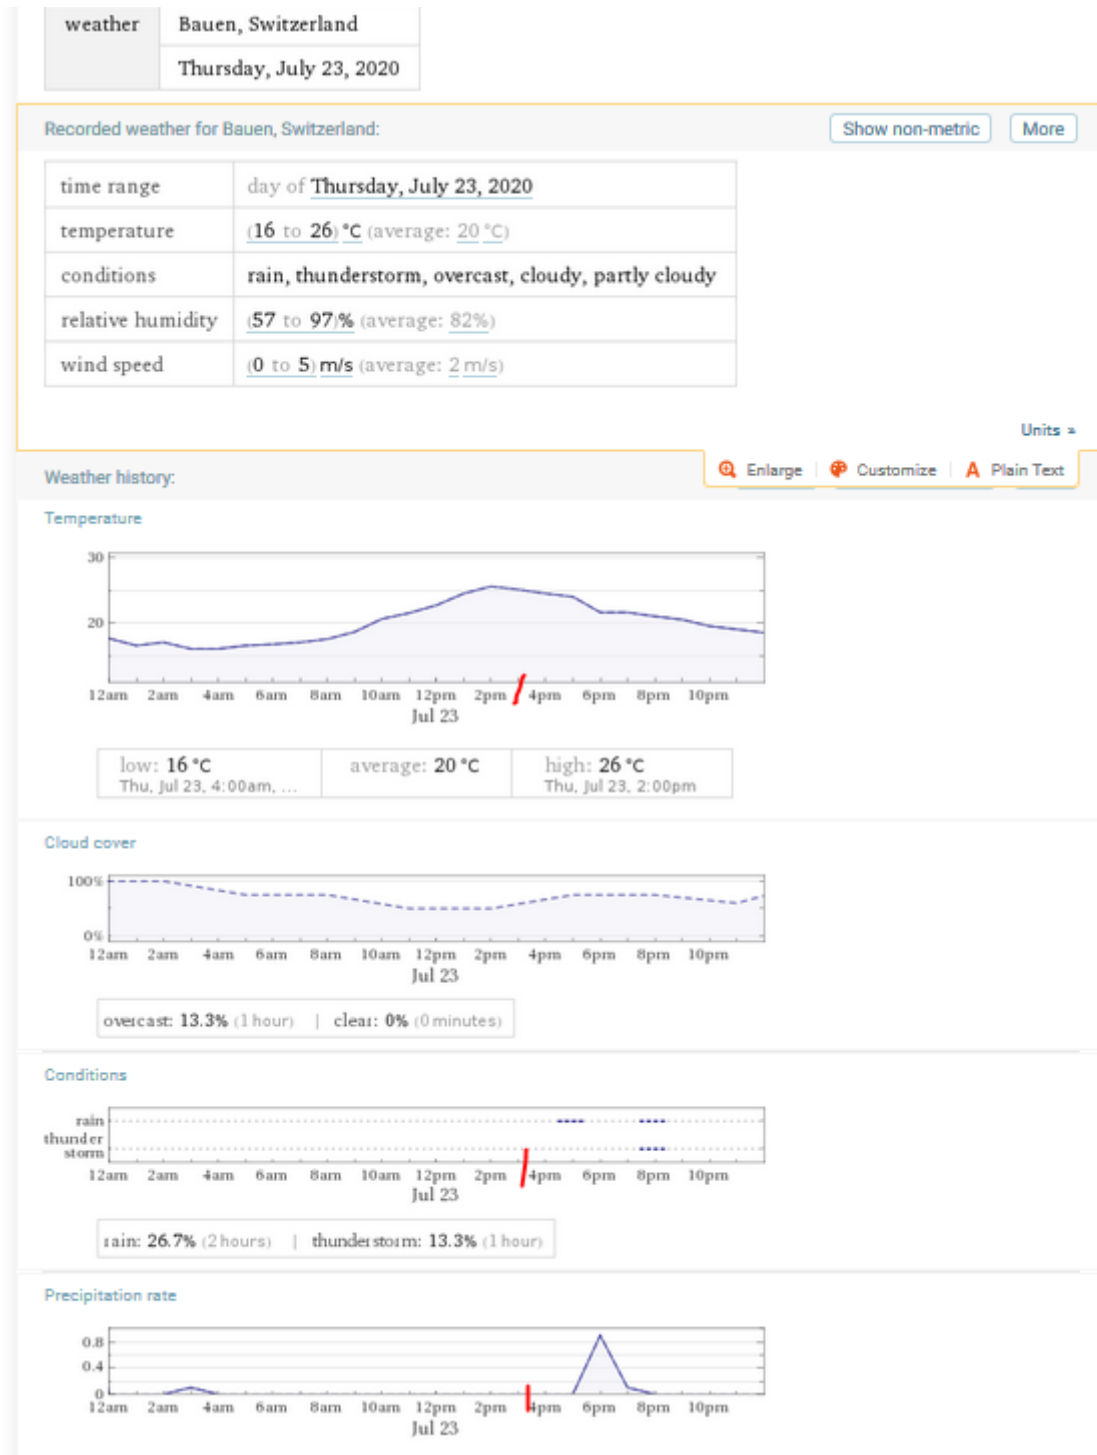 weather
Bauen, Switzerland
Thursday, July 23, 2020
Recorded weather for Bauen, Switzerland:
Show non-metric
More
time range
day of Thursday, July 23, 2020
temperature
(16 to 26) °C (average: 20 °C)
conditions
rain, thunderstorm, overcast, cloudy, partly cloudy
relative humidity
(57 to 97)% (average: 82%)
wind speed
(0 to 5) m/s (average: 2 m/s)
Units »
Weather history:
Enlarge | Customize | A Plain Text
Temperature
30
20
12am 2am 4am 6am 8am 10am 12pm 2pm 4pm 6pm 8pm 10pm
Jul 23
low: 16 °C
Thu, Jul 23, 4:00am, ...
average: 20 °C
high: 26 °C
Thu, Jul 23, 2:00pm
Cloud cover
100%
0%
12am 2am 4am 6am 8am 10am 12pm 2pm 4pm 6pm 8pm 10pm
Jul 23
overcast: 13.3% (1 hour) | clear: 0% (0 minutes)
Conditions
rain
thunder
storm
12am 2am 4am 6am 8am 10am 12pm 2pm 4pm 6pm 8pm 10pm
Jul 23
rain: 26.7% (2 hours) | thunderstorm: 13.3% (1 hour)
Precipitation rate
0.8
0.4
0
12am 2am 4am 6am 8am 10am 12pm 2pm 4pm 6pm 8pm 10pm
Jul 23